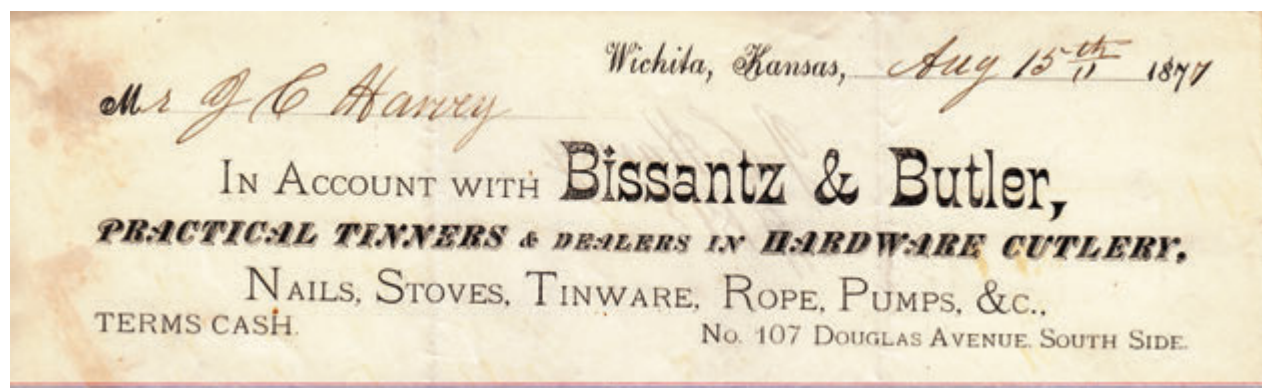 Wichita, Kansas, Aug 15th 1877
Mr J C Harvey
In Account with Bissantz & Butler,
PRACTICAL TINNERS & DEALERS IN HARDWARE CUTLERY,
Nails, Stoves, Tinware, Rope, Pumps, &c.,
TERMS CASH.
No. 107 Douglas Avenue. South Side.